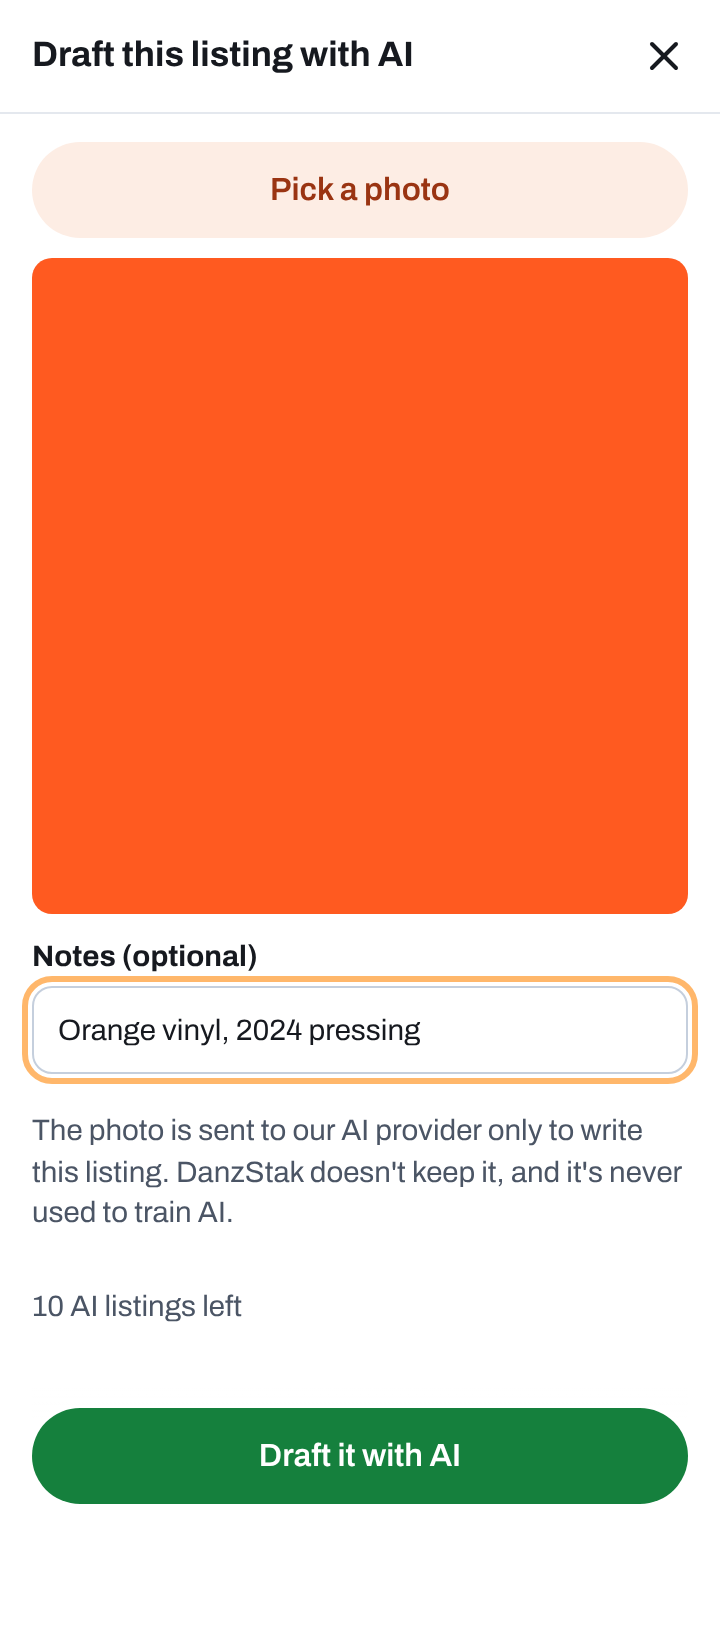 Draft this listing with AI
Pick a photo
Notes (optional)
Orange vinyl, 2024 pressing
The photo is sent to our AI provider only to write
this listing. DanzStak doesn't keep it, and it's never
used to train AI.
10 AI listings left
Draft it with AI